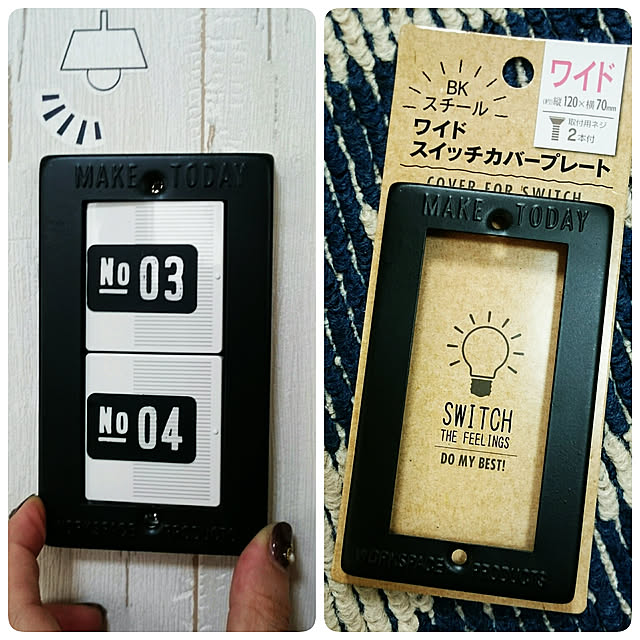 MAKE TODAY
No 03
No 04
WORKSPACE PRODUCTS
BK
スチール
ワイド
スイッチカバープレート
COVER FOR SWITCH
ワイド
(約)縦120×横70mm
取付用ネジ
2本付
MAKE TODAY
SWITCH
THE FEELINGS
DO MY BEST!
WORKSPACE PRODUCTS